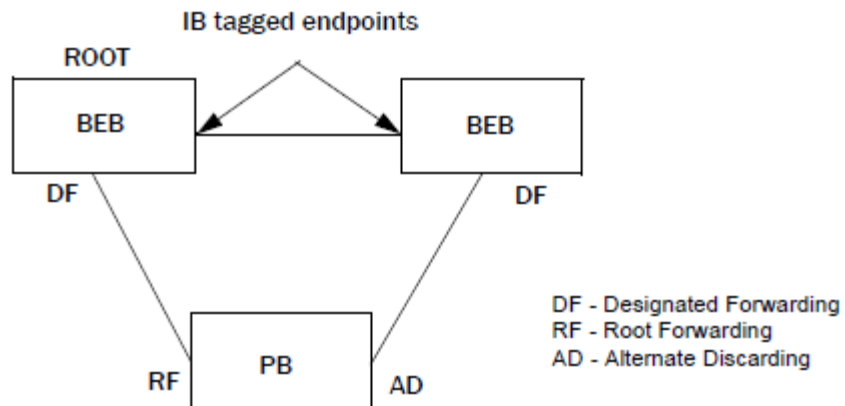 IB tagged endpoints
ROOT
BEB
BEB
DF
DF
DF - Designated Forwarding
RF - Root Forwarding
AD - Alternate Discarding
RF
PB
AD